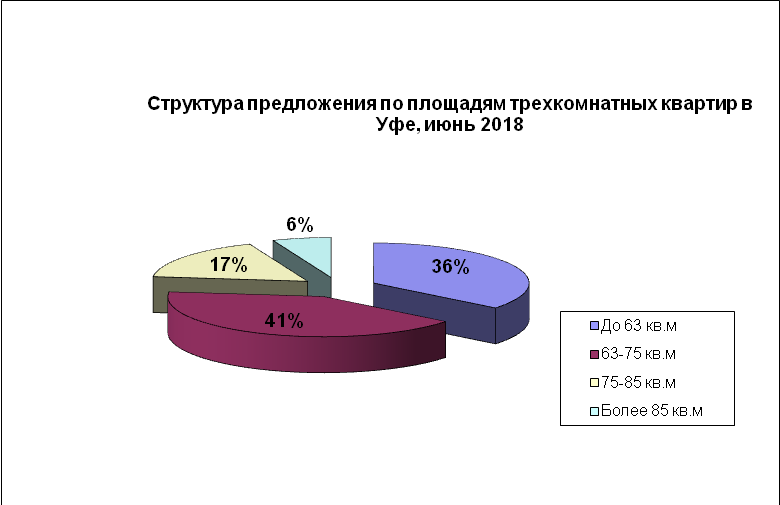 Структура предложения по площадям трехкомнатных квартир в
Уфе, июнь 2018
6%
17%
36%
41%
До 63 кв.м
63-75 кв.м
75-85 кв.м
Более 85 кв.м